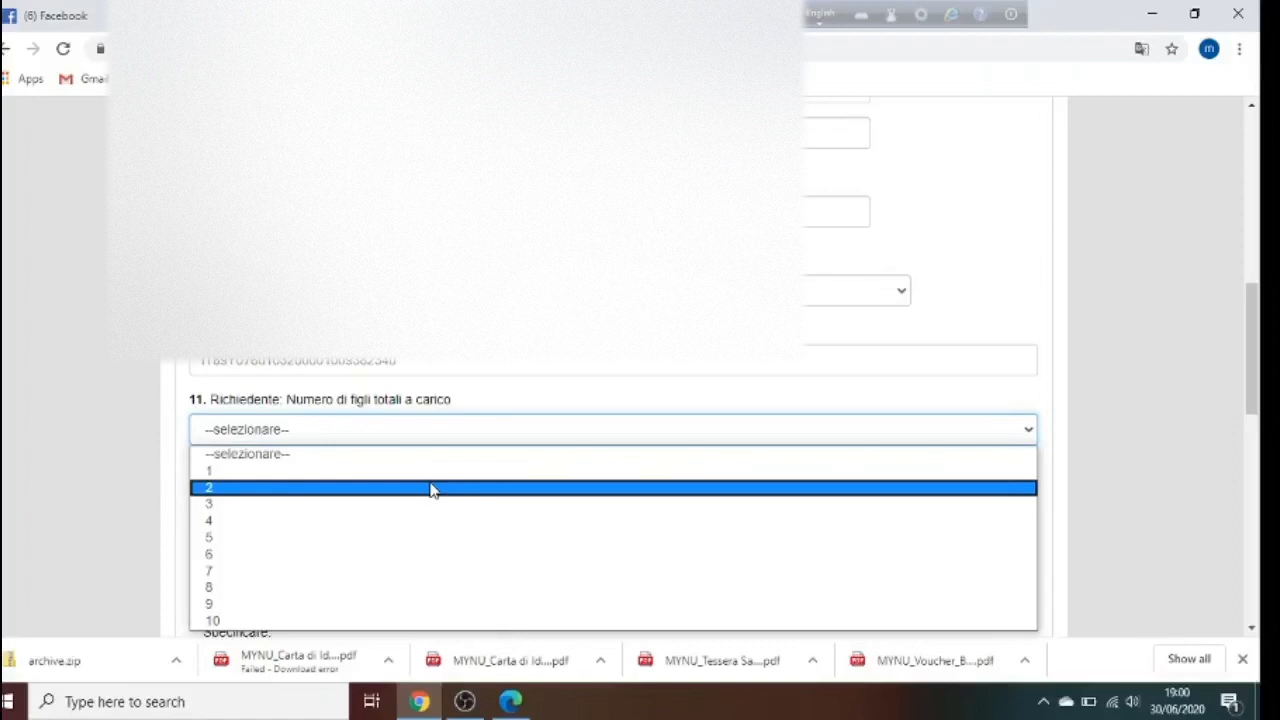 (6) Facebook
English
m
Apps
Gmai
11. Richiedente: Numero di figli totali a carico
--selezionare--
--selezionare--
1
2
3
4
5
6
7
8
9
10
Specificare:
archive.zip
MYNU_Carta di Id....pdf
Failed - Download error
MYNU_Carta di Id....pdf
MYNU_Tessera Sa....pdf
MYNU_Voucher_B....pdf
Show all
Type here to search
19:00
30/06/2020
1